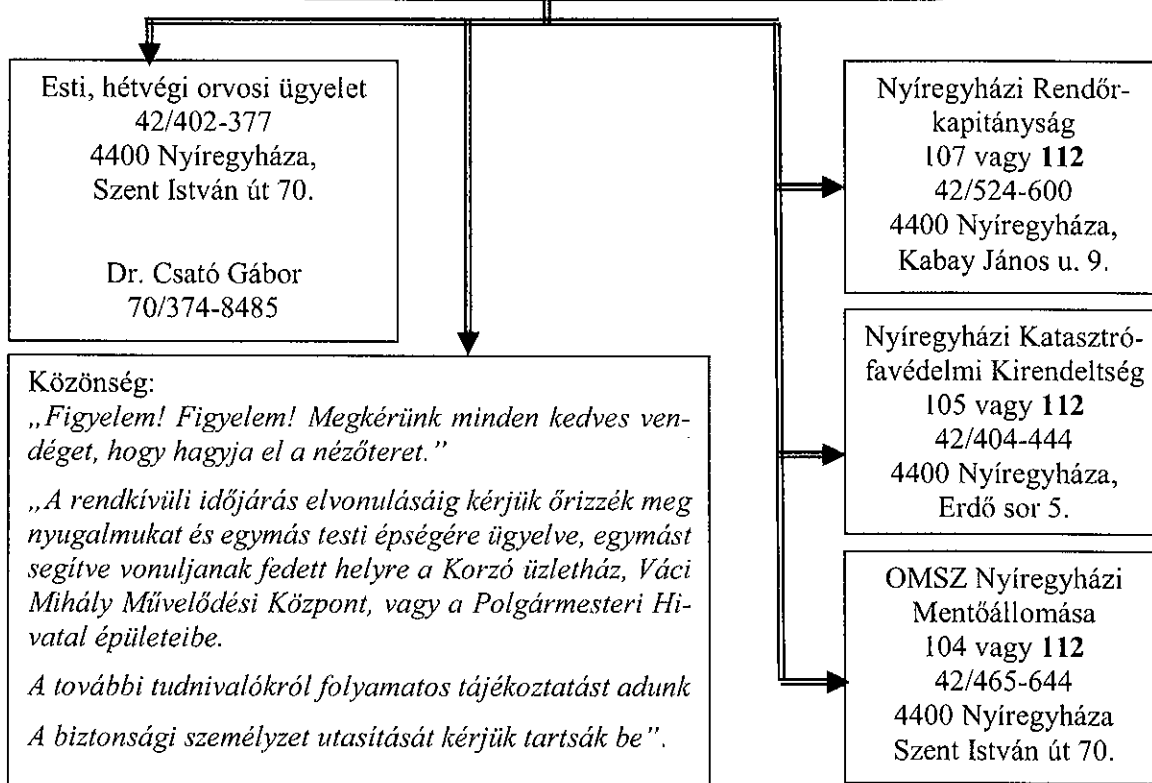 Esti, hétvégi orvosi ügyelet
42/402-377
4400 Nyíregyháza,
Szent István út 70.
Dr. Csató Gábor
70/374-8485
Közönség:
„Figyelem! Figyelem! Megkérünk minden kedves ven-
déget, hogy hagyja el a nézőteret.”
„A rendkívüli időjárás elvonulásáig kérjük őrizzék meg
nyugalmukat és egymás testi épségére ügyelve, egymást
segítve vonuljanak fedett helyre a Korzó üzletház, Váci
Mihály Művelődési Központ, vagy a Polgármesteri Hi-
vatal épületeibe.
A további tudnivalókról folyamatos tájékoztatást adunk
A biztonsági személyzet utasítását kérjük tartsák be”.
Nyíregyházi Rendőr-
kapitányság
107 vagy 112
42/524-600
4400 Nyíregyháza,
Kabay János u. 9.
Nyíregyházi Katasztró-
favédelmi Kirendeltség
105 vagy 112
42/404-444
4400 Nyíregyháza,
Erdő sor 5.
OMSZ Nyíregyházi
Mentőállomása
104 vagy 112
42/465-644
4400 Nyíregyháza
Szent István út 70.